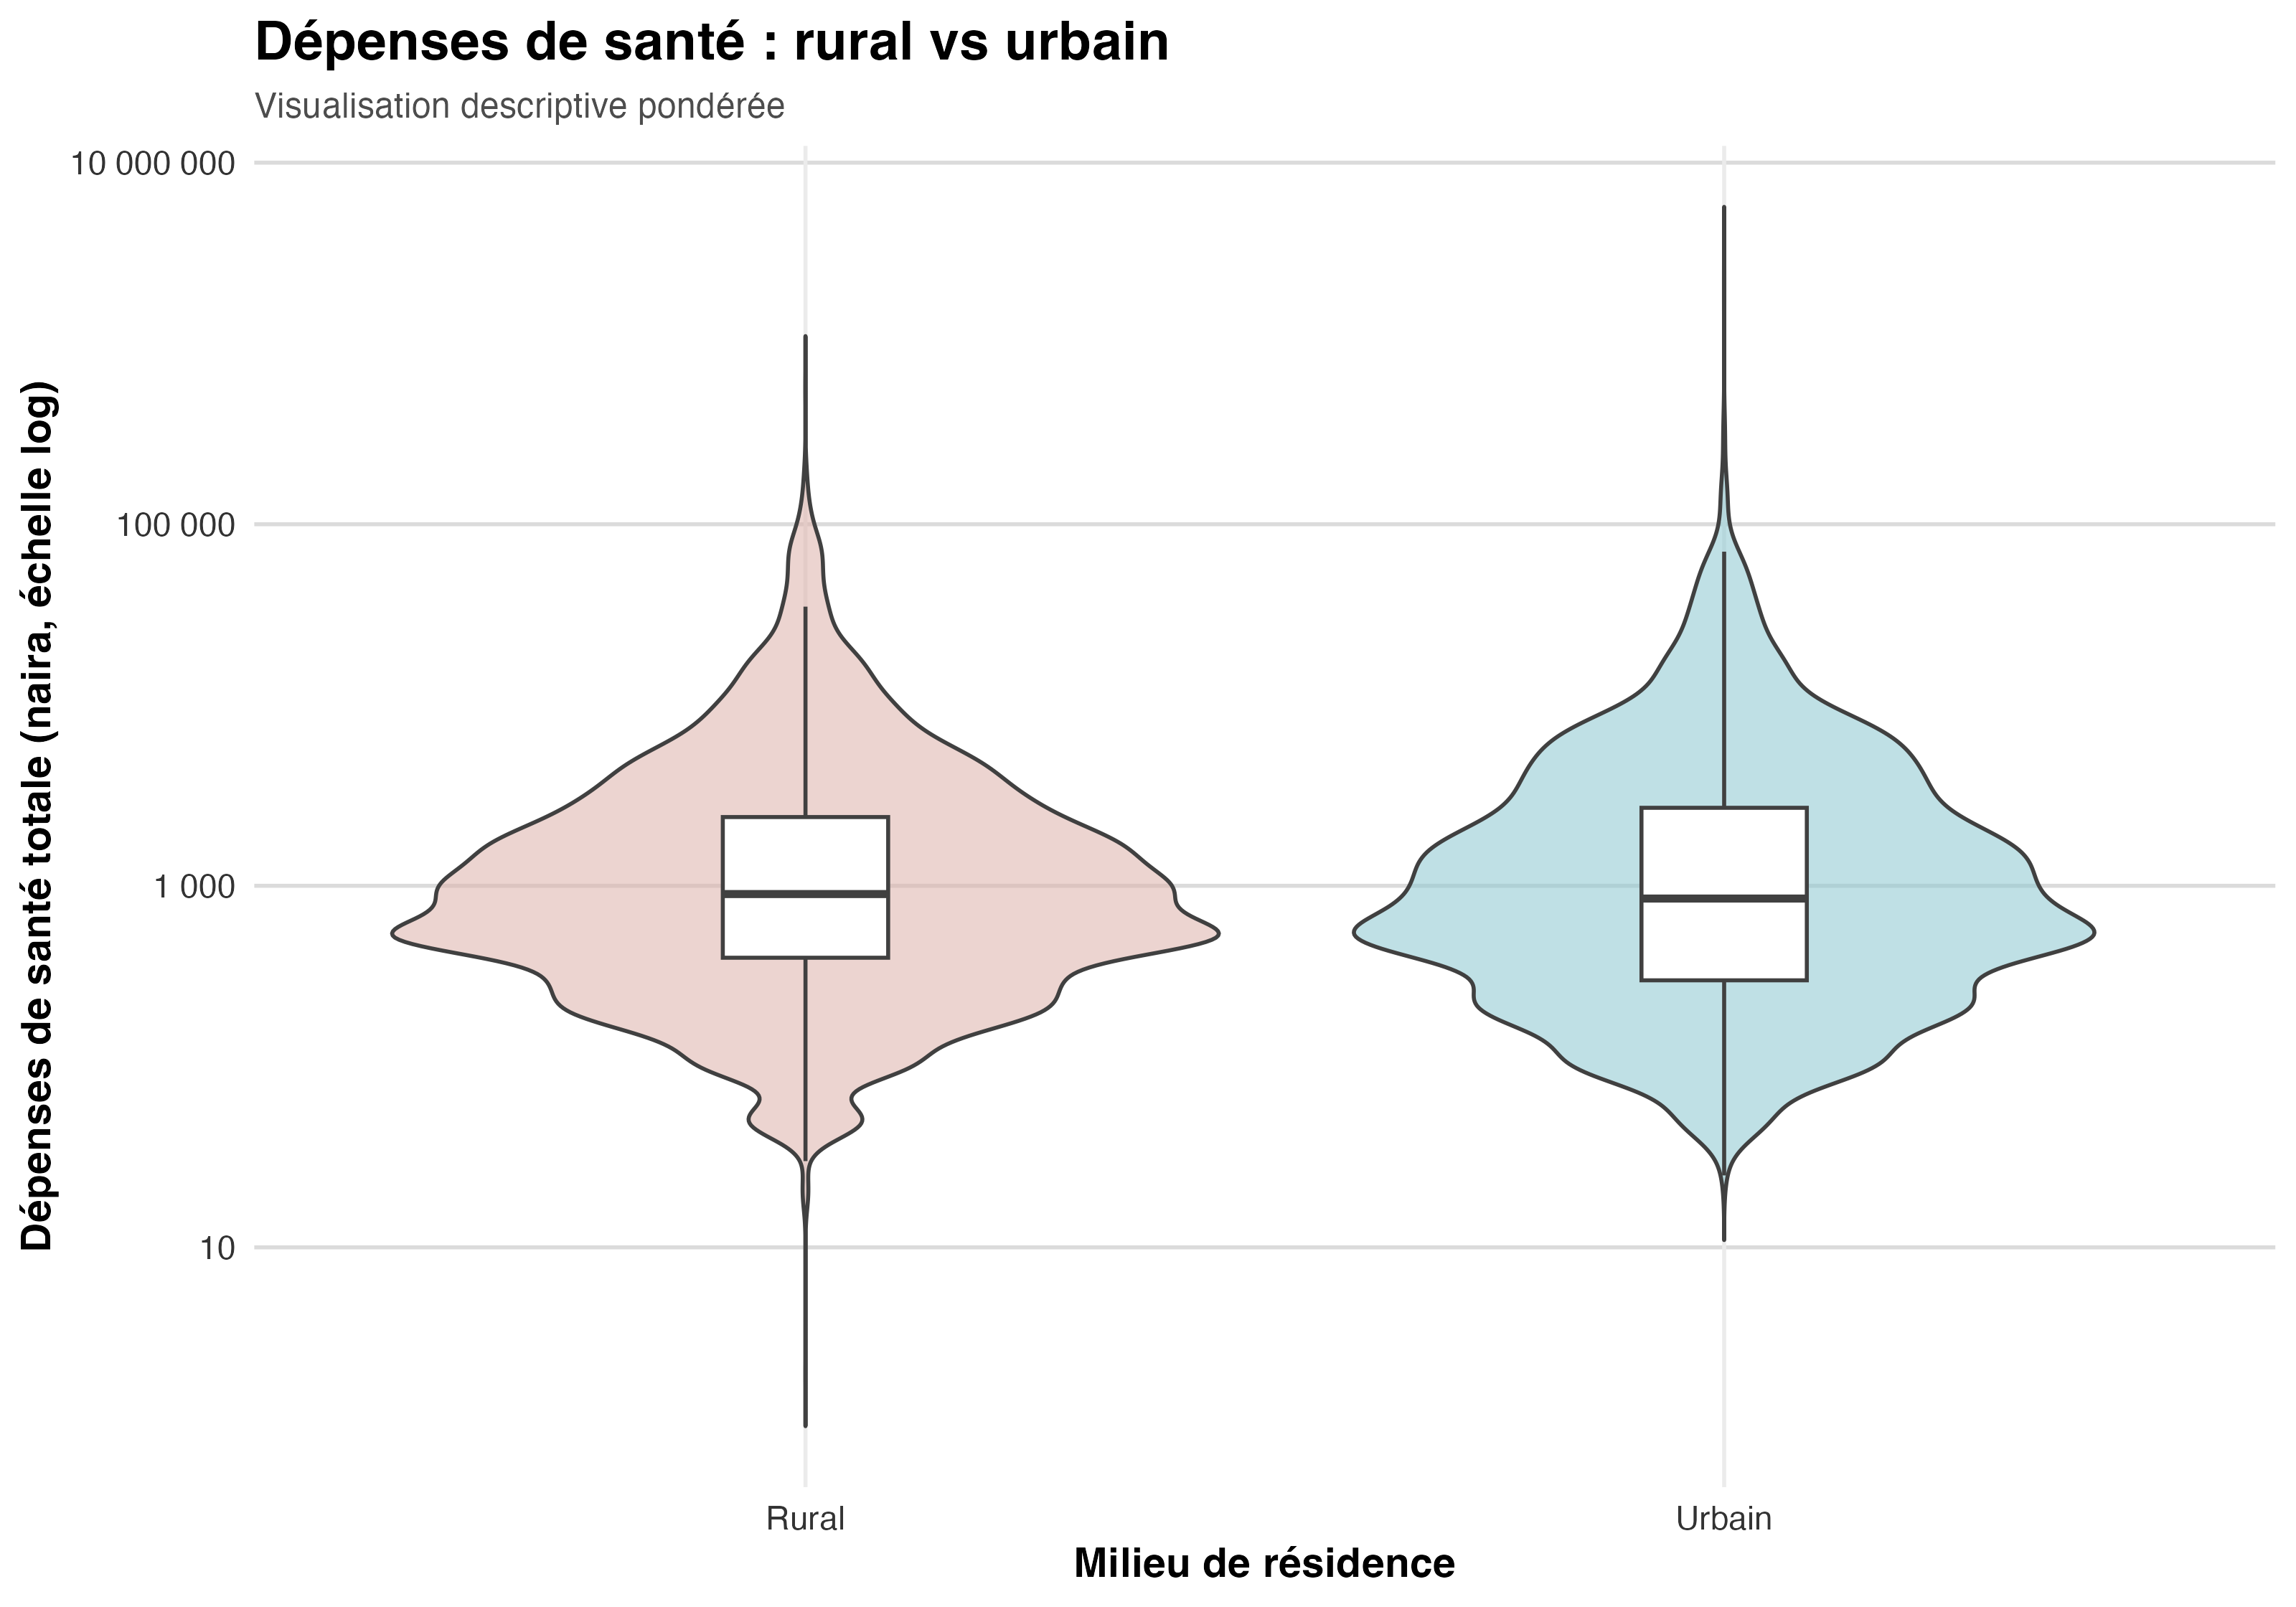 Dépenses de santé : rural vs urbain
Visualisation descriptive pondérée
Dépenses de santé totale (naira, échelle log)
10 000 000
100 000
1 000
10
Rural
Urbain
Milieu de résidence